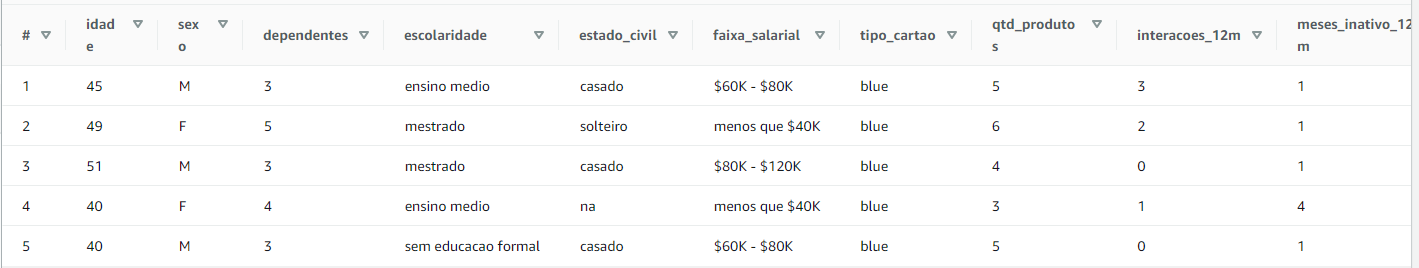 # idade sexo dependentes escolaridade estado_civil faixa_salarial tipo_cartao qtd_produtos interacoes_12m meses_inativo_12m
1 45 M 3 ensino medio casado $60K - $80K blue 5 3 1
2 49 F 5 mestrado solteiro menos que $40K blue 6 2 1
3 51 M 3 mestrado casado $80K - $120K blue 4 0 1
4 40 F 4 ensino medio na menos que $40K blue 3 1 4
5 40 M 3 sem educacao formal casado $60K - $80K blue 5 0 1